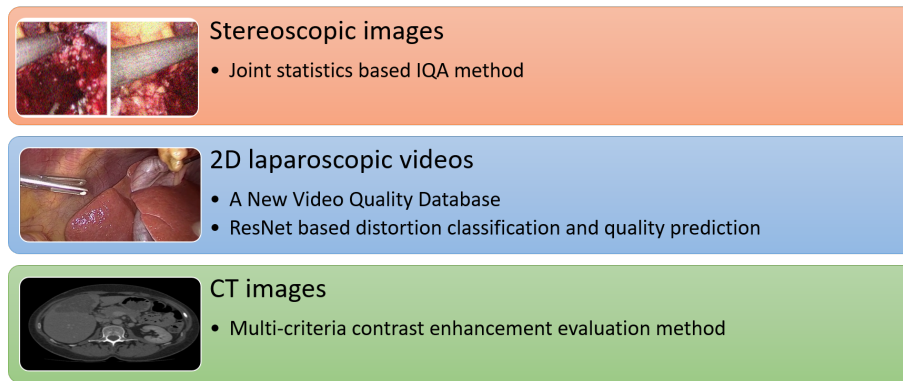 Stereoscopic images
• Joint statistics based IQA method
2D laparoscopic videos
• A New Video Quality Database
• ResNet based distortion classification and quality prediction
CT images
• Multi-criteria contrast enhancement evaluation method